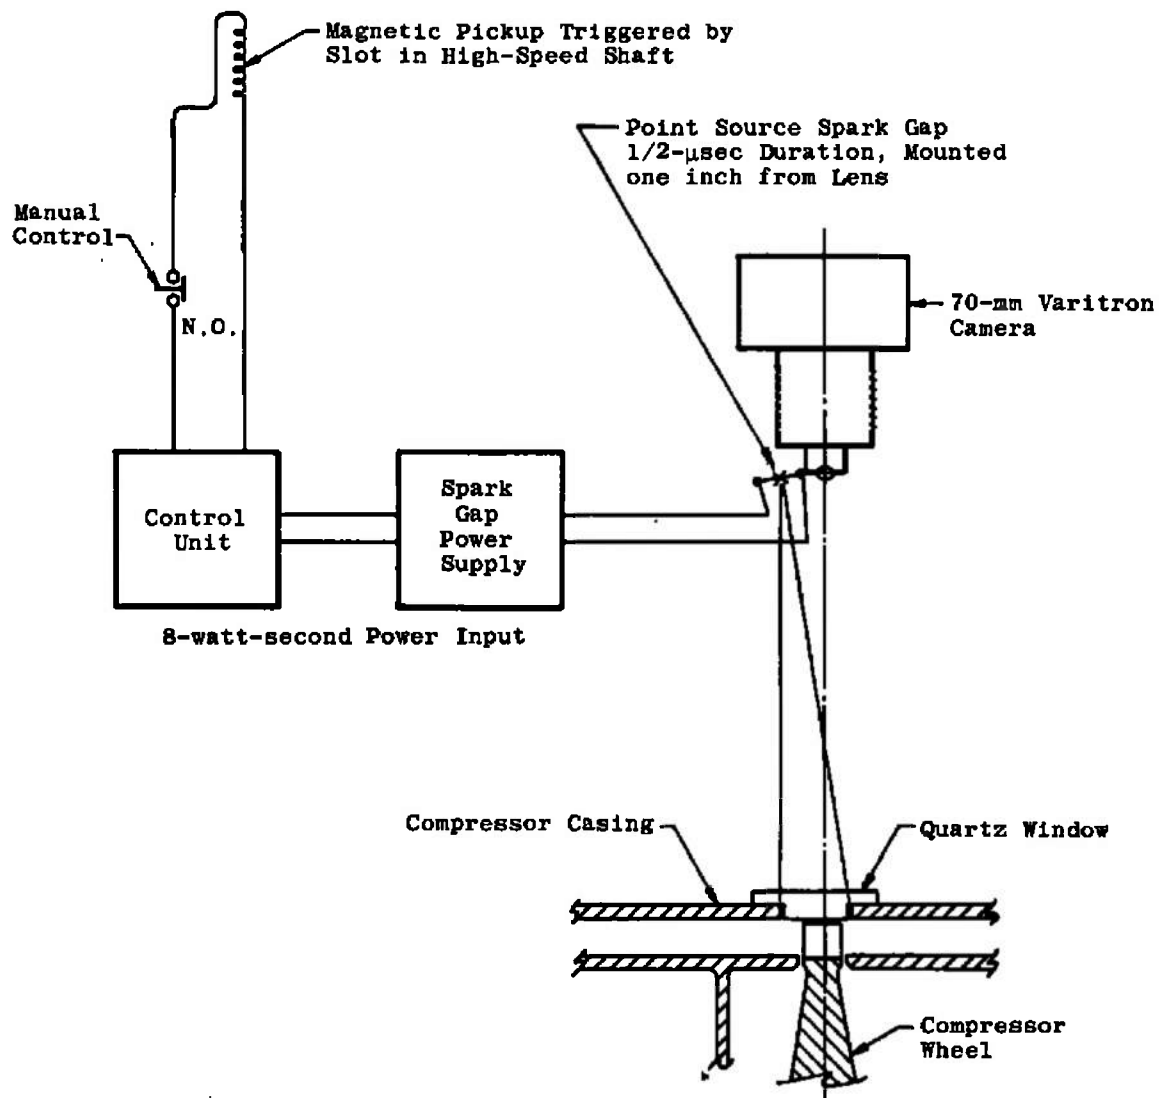 Magnetic Pickup Triggered by
Slot in High-Speed Shaft
Point Source Spark Gap
1/2-μsec Duration, Mounted
one inch from Lens
Manual
Control
N.O.
70-mm Varitron
Camera
Control
Unit
Spark
Gap
Power
Supply
8-watt-second Power Input
Compressor Casing
Quartz Window
Compressor
Wheel